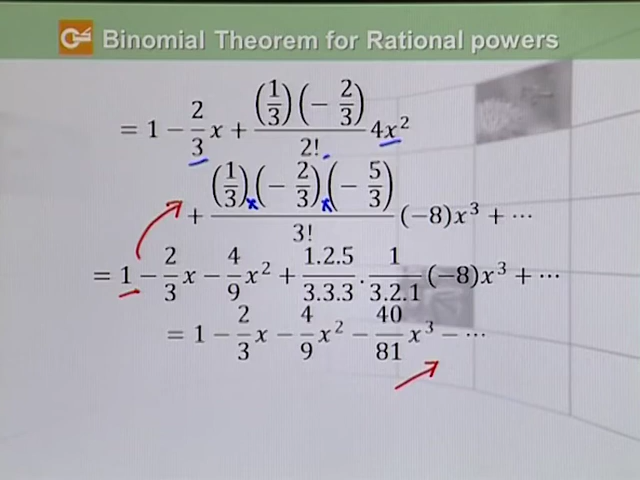 Binomial Theorem for Rational powers
= 1 − 2/3 x + (1/3)(− 2/3)/2! 4x²
+ (1/3)(− 2/3)(− 5/3)/3! (−8)x³ + ⋯
= 1 − 2/3 x − 4/9 x² + 1.2.5/3.3.3 . 1/3.2.1 (−8)x³ + ⋯
= 1 − 2/3 x − 4/9 x² − 40/81 x³ − ⋯